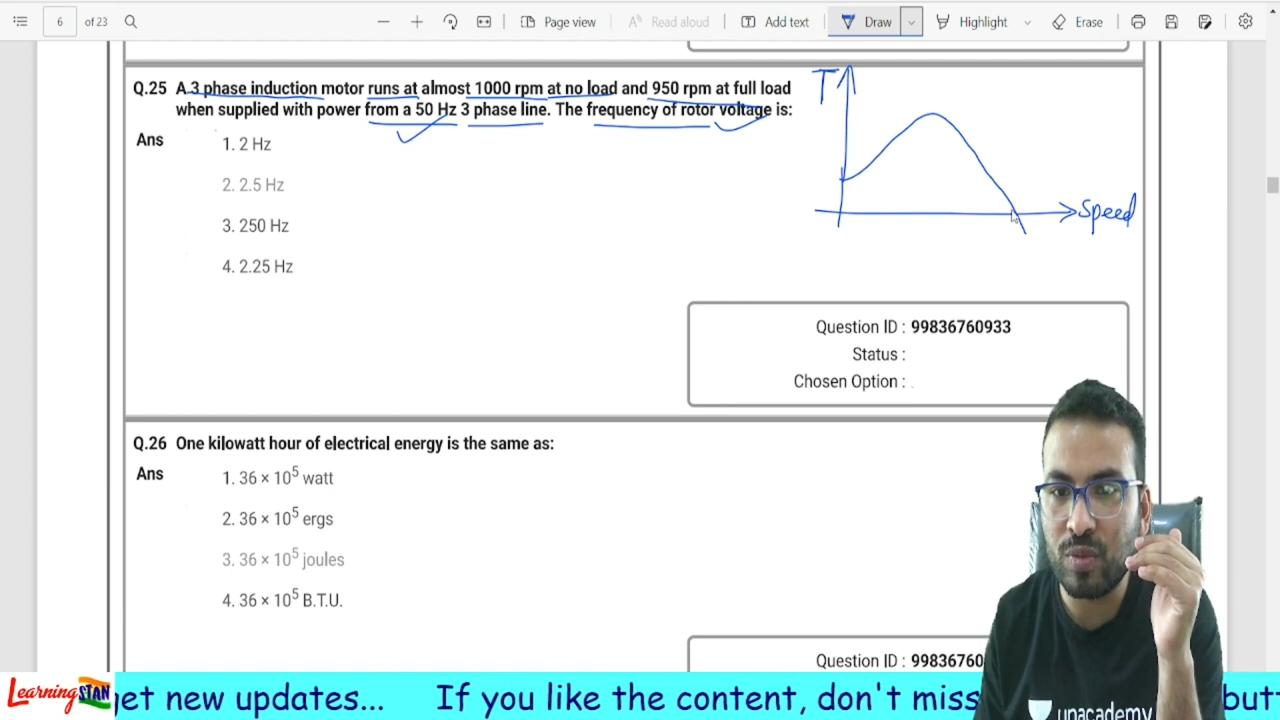 6 of 23
Page view
Read aloud
Add text
Draw
Highlight
Erase
Q.25 A 3 phase induction motor runs at almost 1000 rpm at no load and 950 rpm at full load
when supplied with power from a 50 Hz 3 phase line. The frequency of rotor voltage is:
Ans
1. 2 Hz
2. 2.5 Hz
3. 250 Hz
4. 2.25 Hz
T
Speed
Question ID : 99836760933
Status :
Chosen Option :
Q.26 One kilowatt hour of electrical energy is the same as:
Ans
1. 36 × 10⁵ watt
2. 36 × 10⁵ ergs
3. 36 × 10⁵ joules
4. 36 × 10⁵ B.T.U.
Question ID : 99836760
unacademy
Learning STAN
get new updates... If you like the content, don't miss but